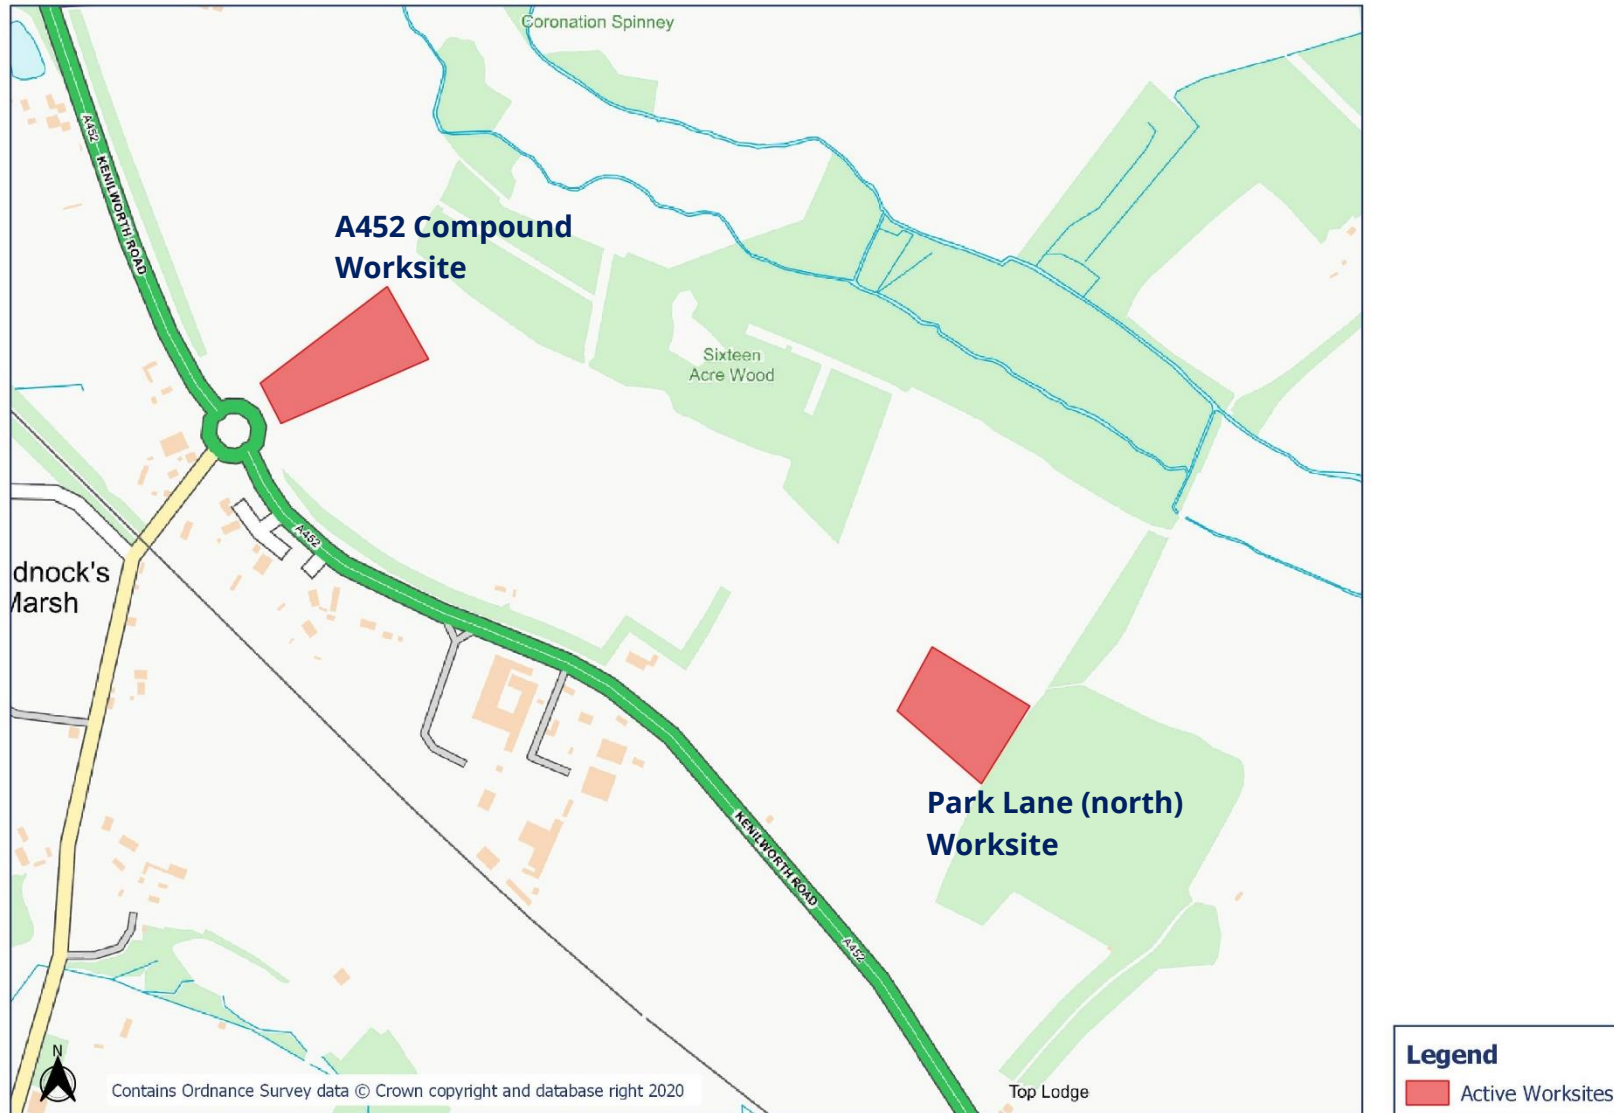 Coronation Spinney
A452
KENILWORTH ROAD
A452 Compound
Worksite
Sixteen
Acre Wood
A452
dnock's
Marsh
Park Lane (north)
Worksite
KENILWORTH ROAD
A452
N
Contains Ordnance Survey data © Crown copyright and database right 2020
Top Lodge
Legend
Active Worksites